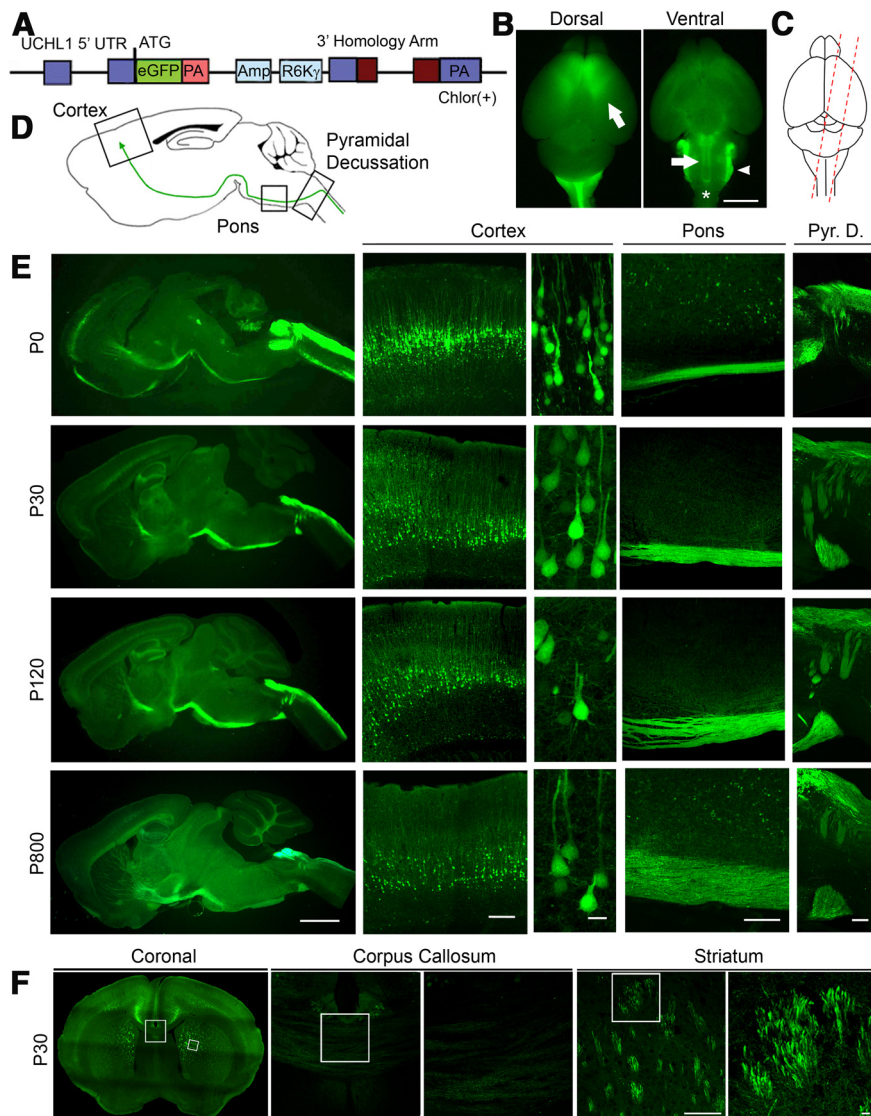 A
UCHL1 5’ UTR
ATG
3’ Homology Arm
eGFP
PA
Amp
R6Kγ
PA
Chlor(+)
B
Dorsal
Ventral
*
C
D
Cortex
Pyramidal
Decussation
Pons
E
Cortex
Pons
Pyr. D.
P0
P30
P120
P800
F
Coronal
Corpus Callosum
Striatum
P30